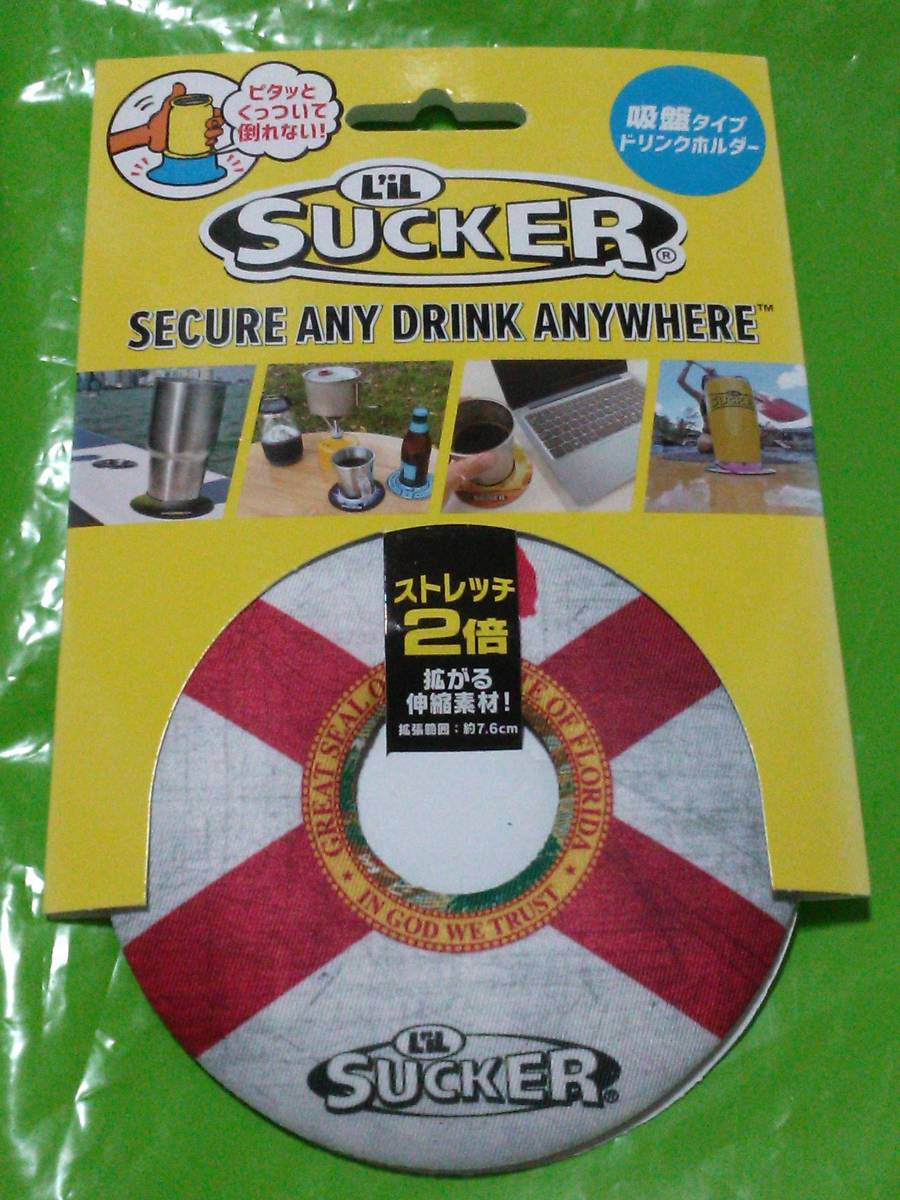 ピタッと
くっついて
倒れない!
吸盤タイプ
ドリンクホルダー
L'iL
SUCKER®
SECURE ANY DRINK ANYWHERE™
SUCKER
ストレッチ
2倍
拡がる
伸縮素材!
拡張範囲:約7.6cm
GREAT SEAL O E OF FLORIDA
★ IN GOD WE TRUST ★
L'iL
SUCKER®